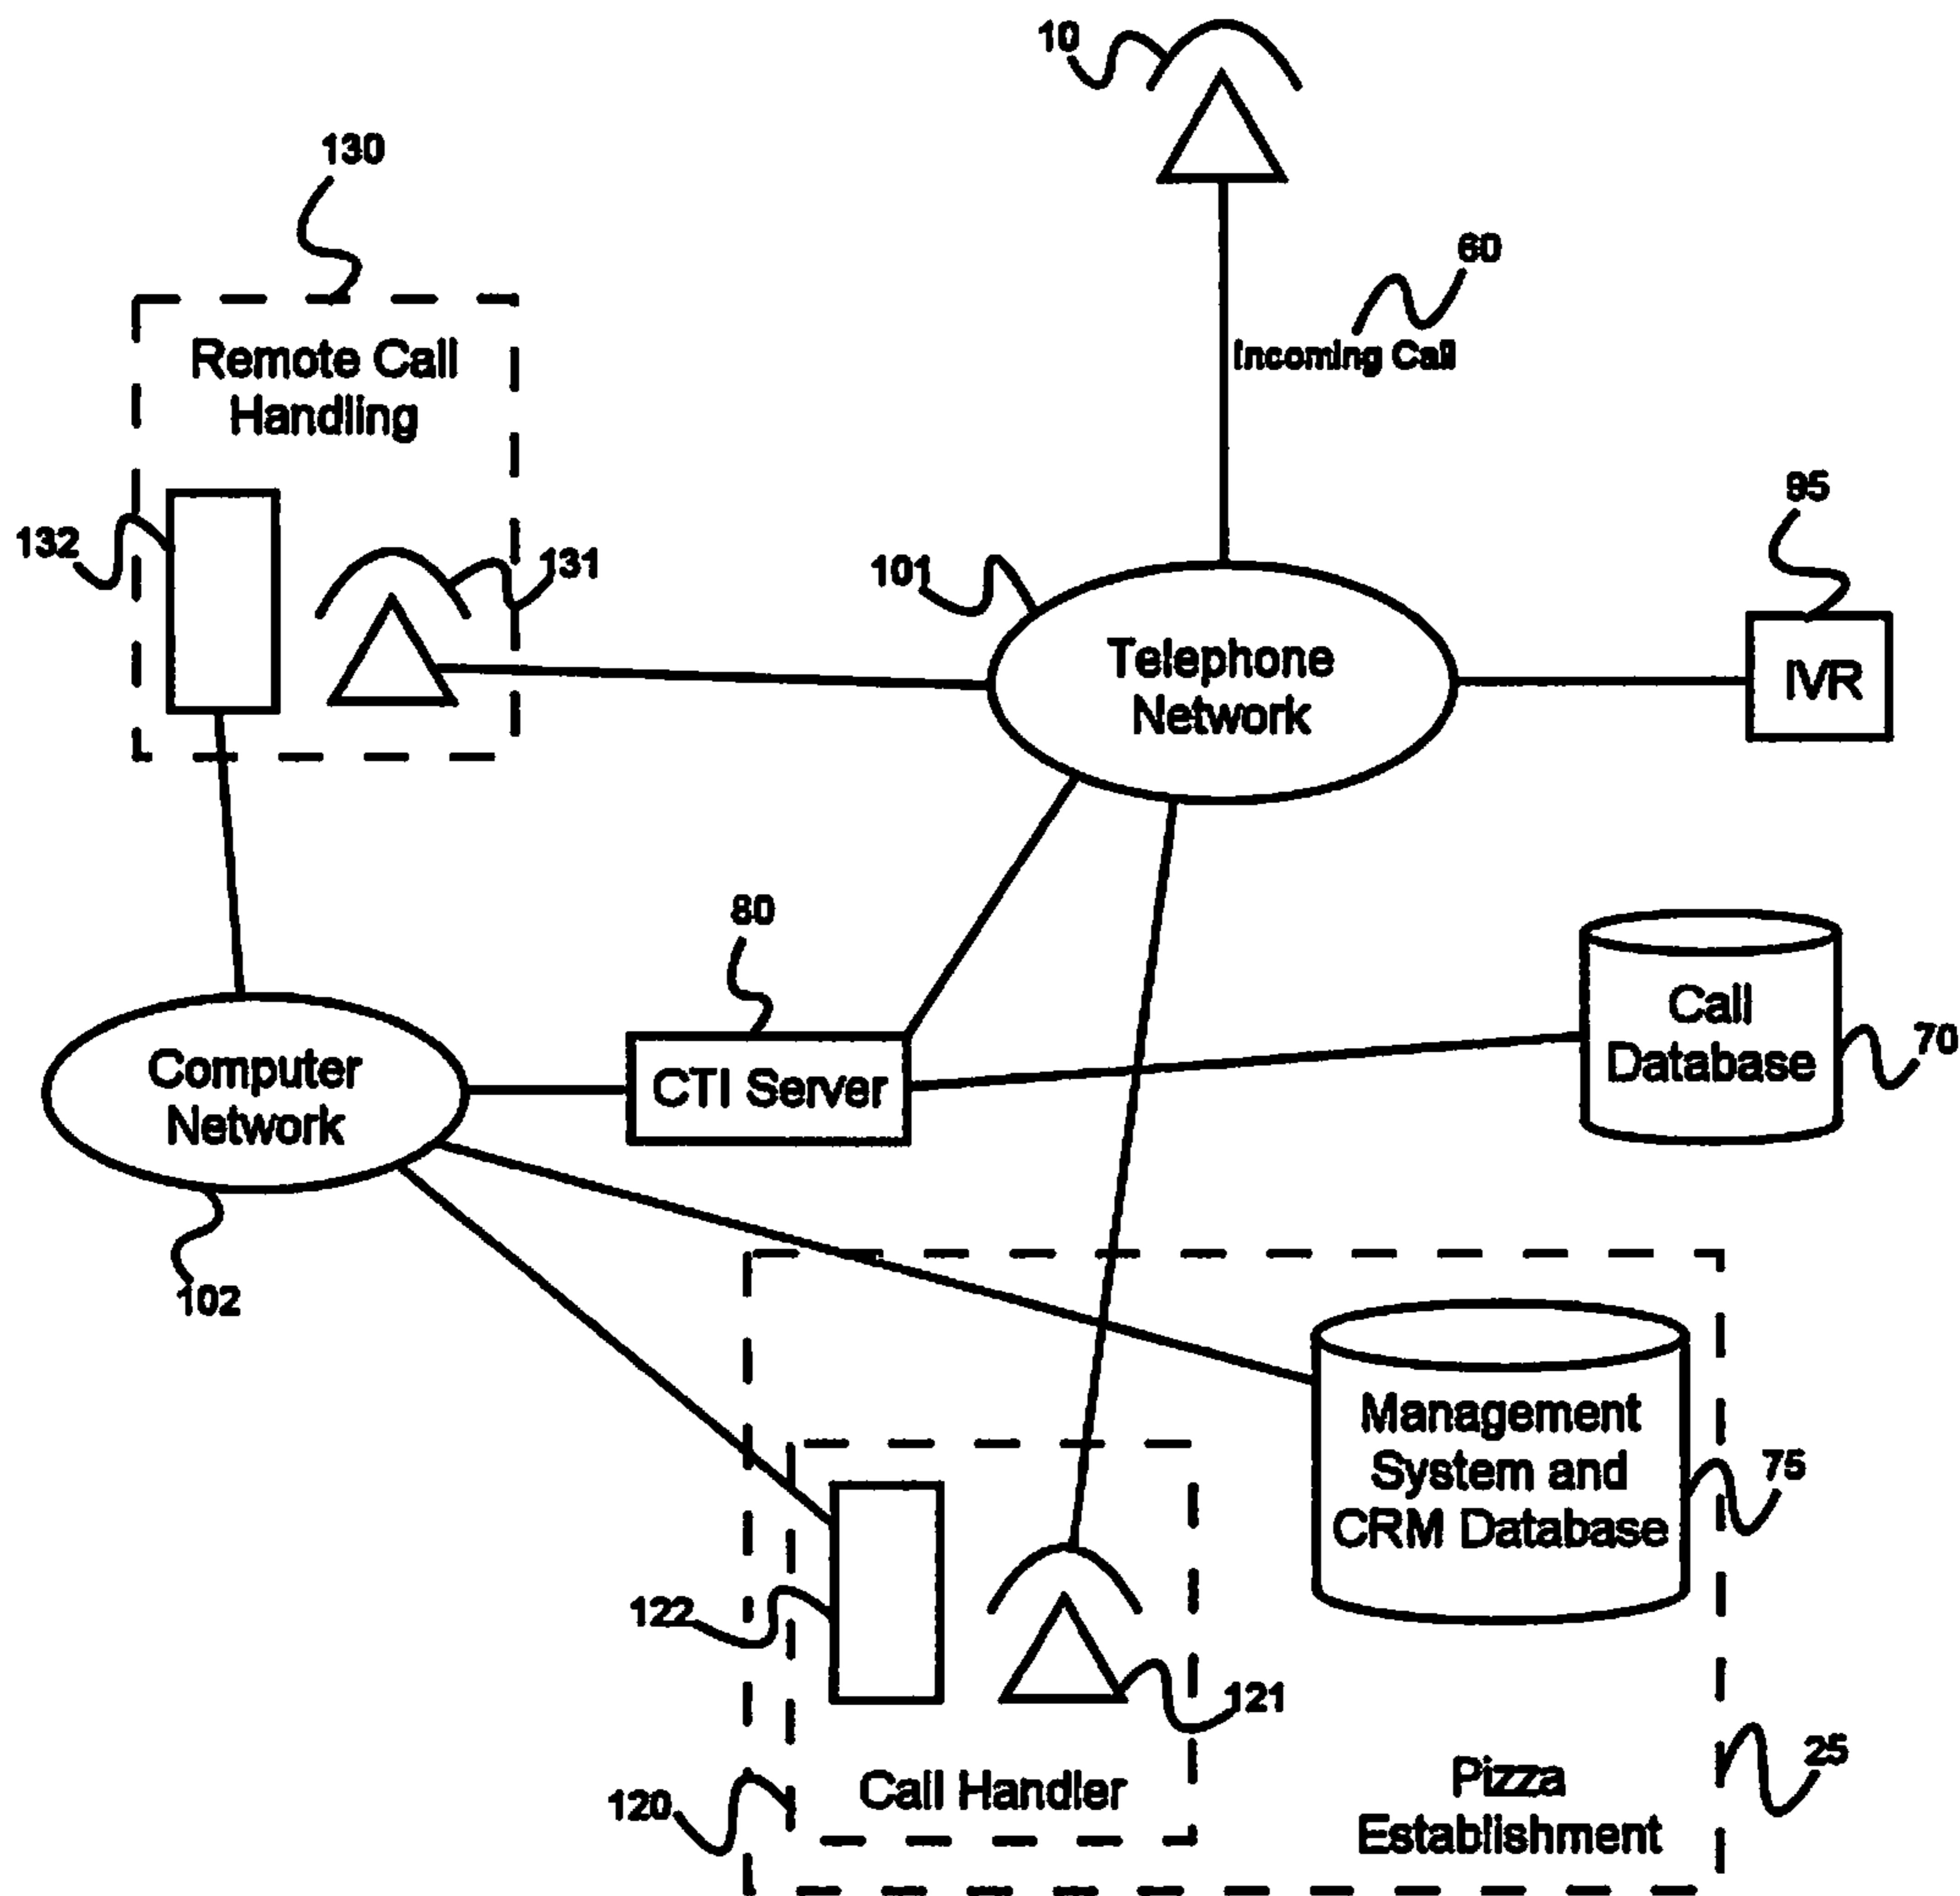 10
130
60
Incoming Call
Remote Call
Handling
95
132
131
101
Telephone
Network
IVR
80
Call
Database
70
Computer
Network
CTI Server
102
Management
System and
CRM Database
75
122
121
25
Call Handler
120
Pizza
Establishment